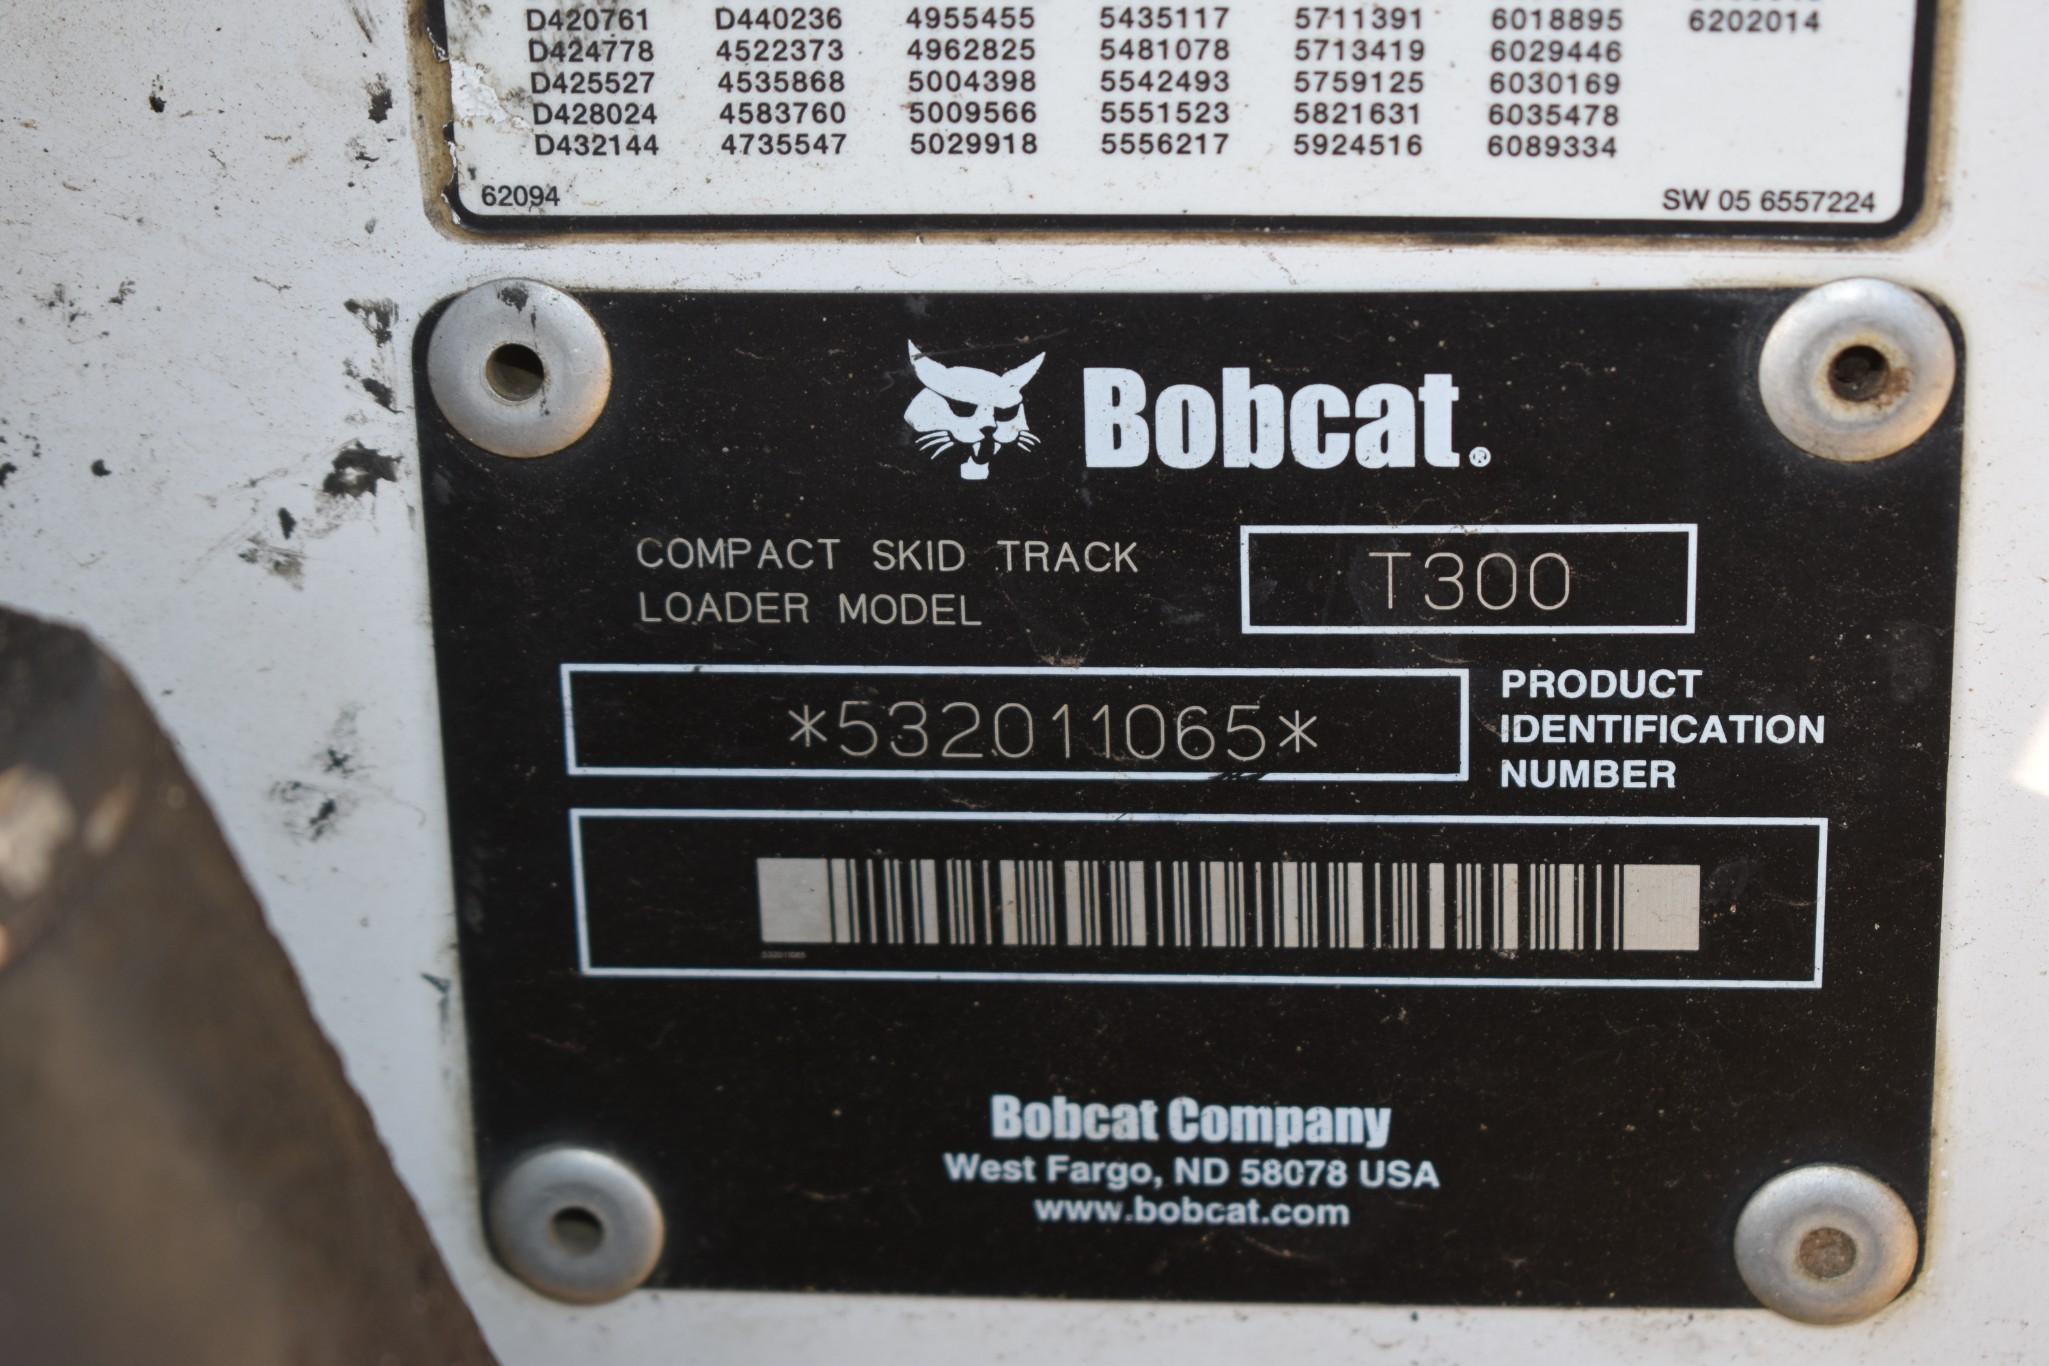 D420761 D440236 4955455 5435117 5711391 6018895 6202014
D424778 4522373 4962825 5481078 5713419 6029446
D425527 4535868 5004398 5542493 5759125 6030169
D428024 4583760 5009566 5551523 5821631 6035478
D432144 4735547 5029918 5556217 5924516 6089334
62094 SW 05 6557224
Bobcat®
COMPACT SKID TRACK
LOADER MODEL
T300
*532011065*
PRODUCT
IDENTIFICATION
NUMBER
532011065
Bobcat Company
West Fargo, ND 58078 USA
www.bobcat.com